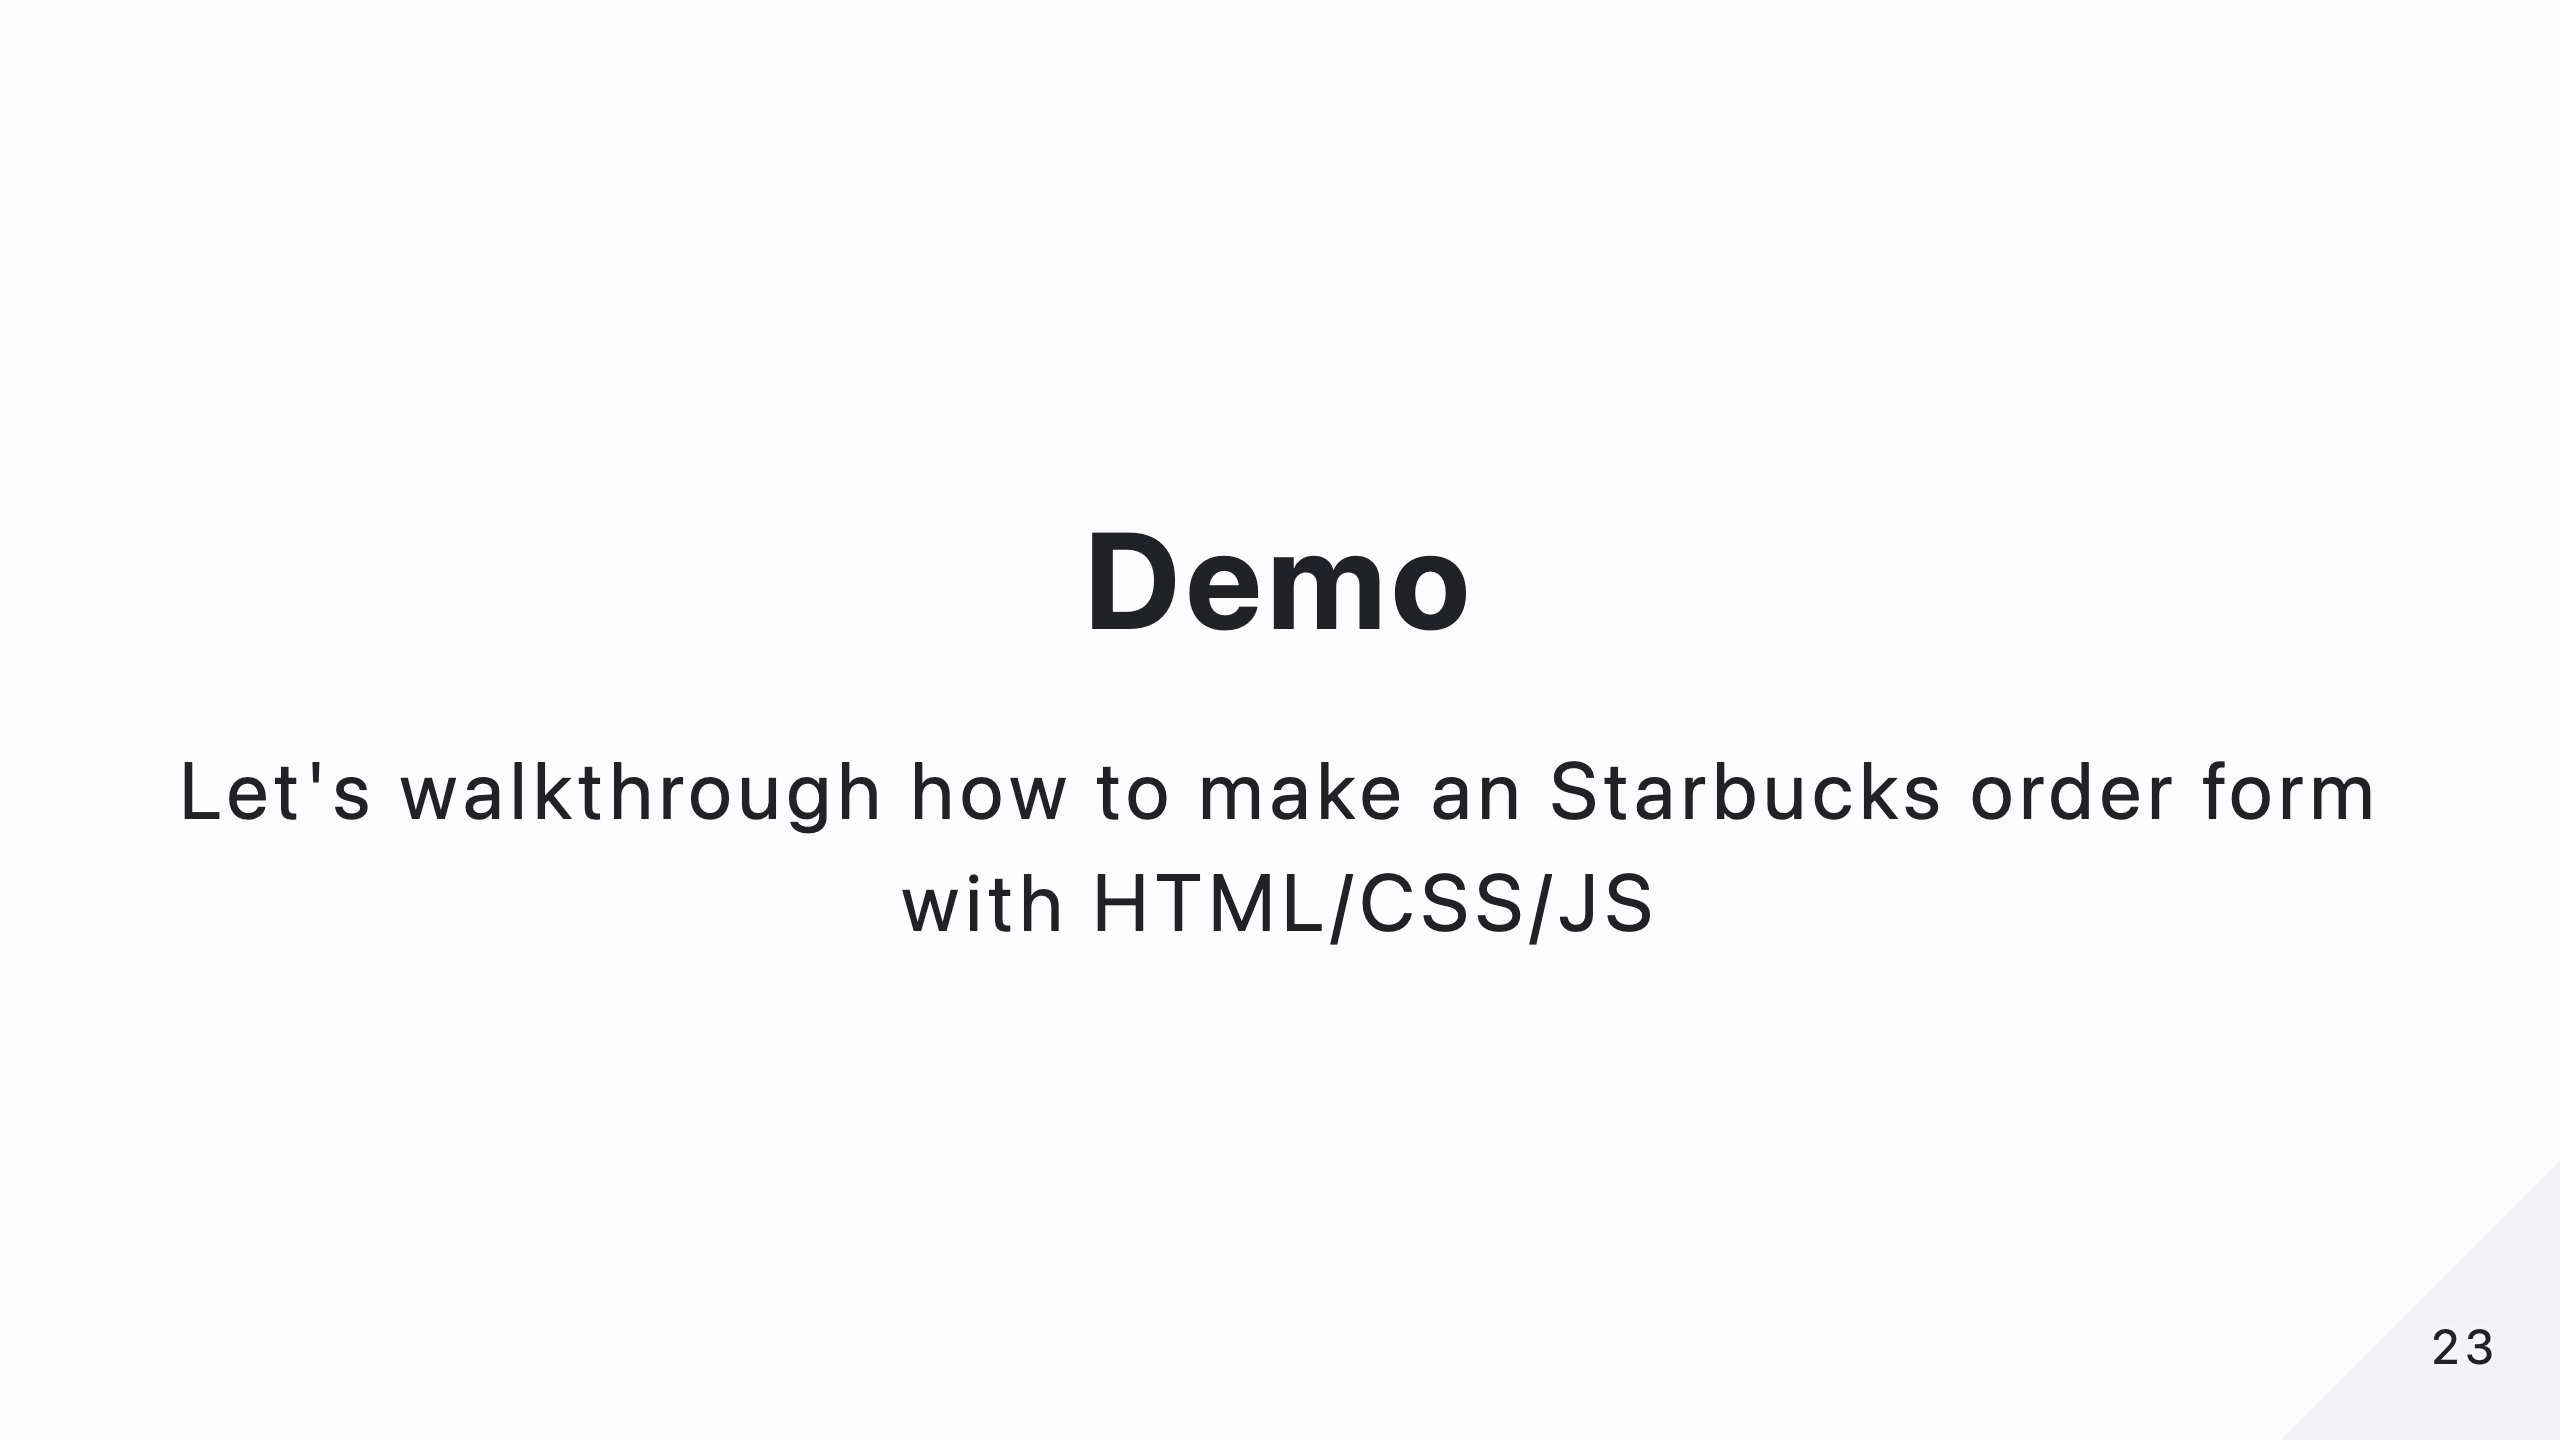 Demo
Let's walkthrough how to make an Starbucks order form
with HTML/CSS/JS
23